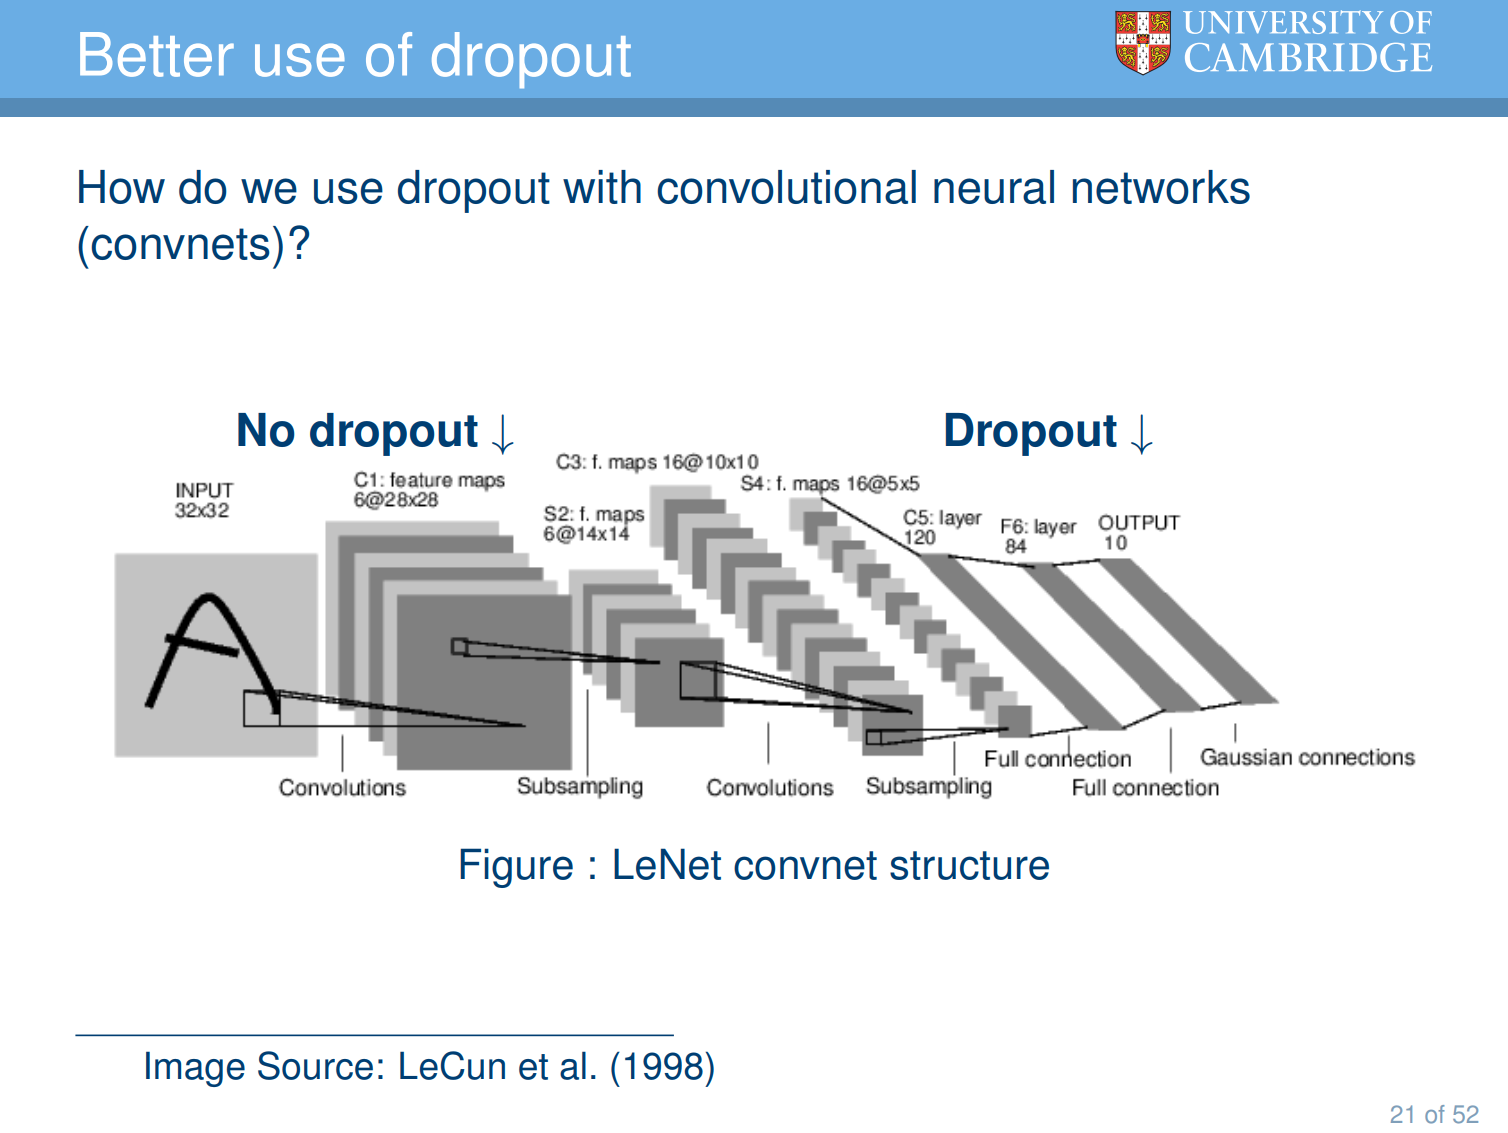 Better use of dropout
UNIVERSITY OF
CAMBRIDGE
How do we use dropout with convolutional neural networks
(convnets)?
No dropout ↓
Dropout ↓
INPUT
32x32
C1: feature maps
6@28x28
S2: f. maps
6@14x14
C3: f. maps 16@10x10
S4: f. maps 16@5x5
C5: layer
120
F6: layer
84
OUTPUT
10
Convolutions
Subsampling
Convolutions
Subsampling
Full connection
Full connection
Gaussian connections
Figure : LeNet convnet structure
Image Source: LeCun et al. (1998)
21 of 52